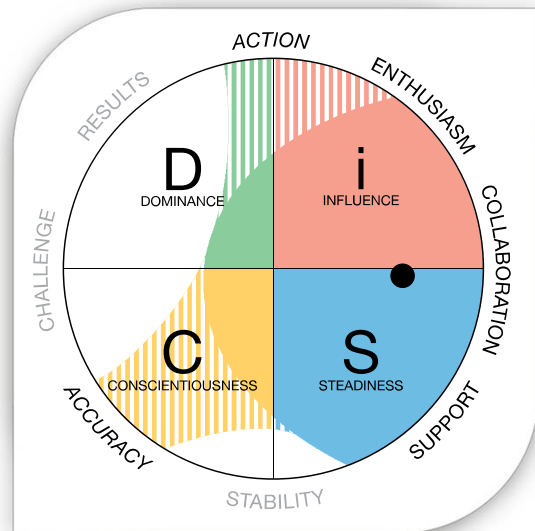 ACTION
RESULTS
ENTHUSIASM
D
DOMINANCE
i
INFLUENCE
CHALLENGE
COLLABORATION
C
CONSCIENTIOUSNESS
S
STEADINESS
ACCURACY
SUPPORT
STABILITY